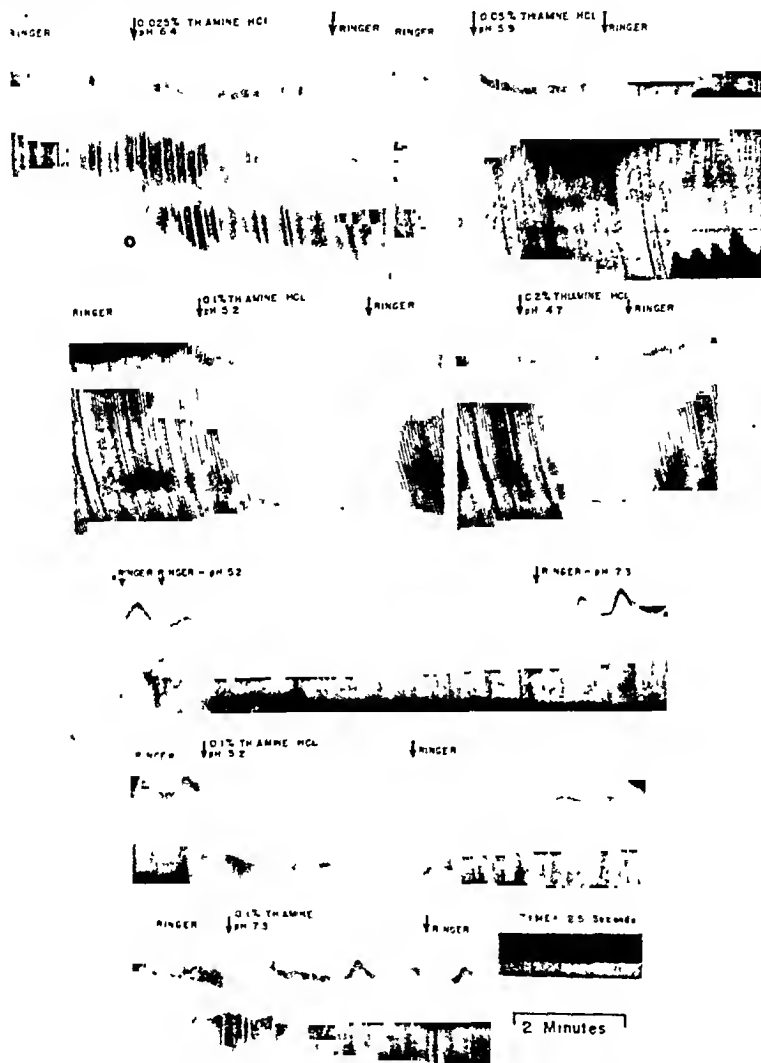 RINGER
0.025% THIAMINE HCl
pH 6.4
RINGER
RINGER
0.05% THIAMINE HCL
pH 5.9
RINGER
RINGER
0.1% THIAMINE HCL
pH 5.2
RINGER
0.2% THIAMINE HCL
pH 4.7
RINGER
RINGER
RINGER - pH 5.2
RINGER - pH 7.3
RINGER
0.1% THIAMINE HCL
pH 5.2
RINGER
RINGER
0.1% THIAMINE
pH 7.3
RINGER
TIME = 2.5 Seconds
2 Minutes